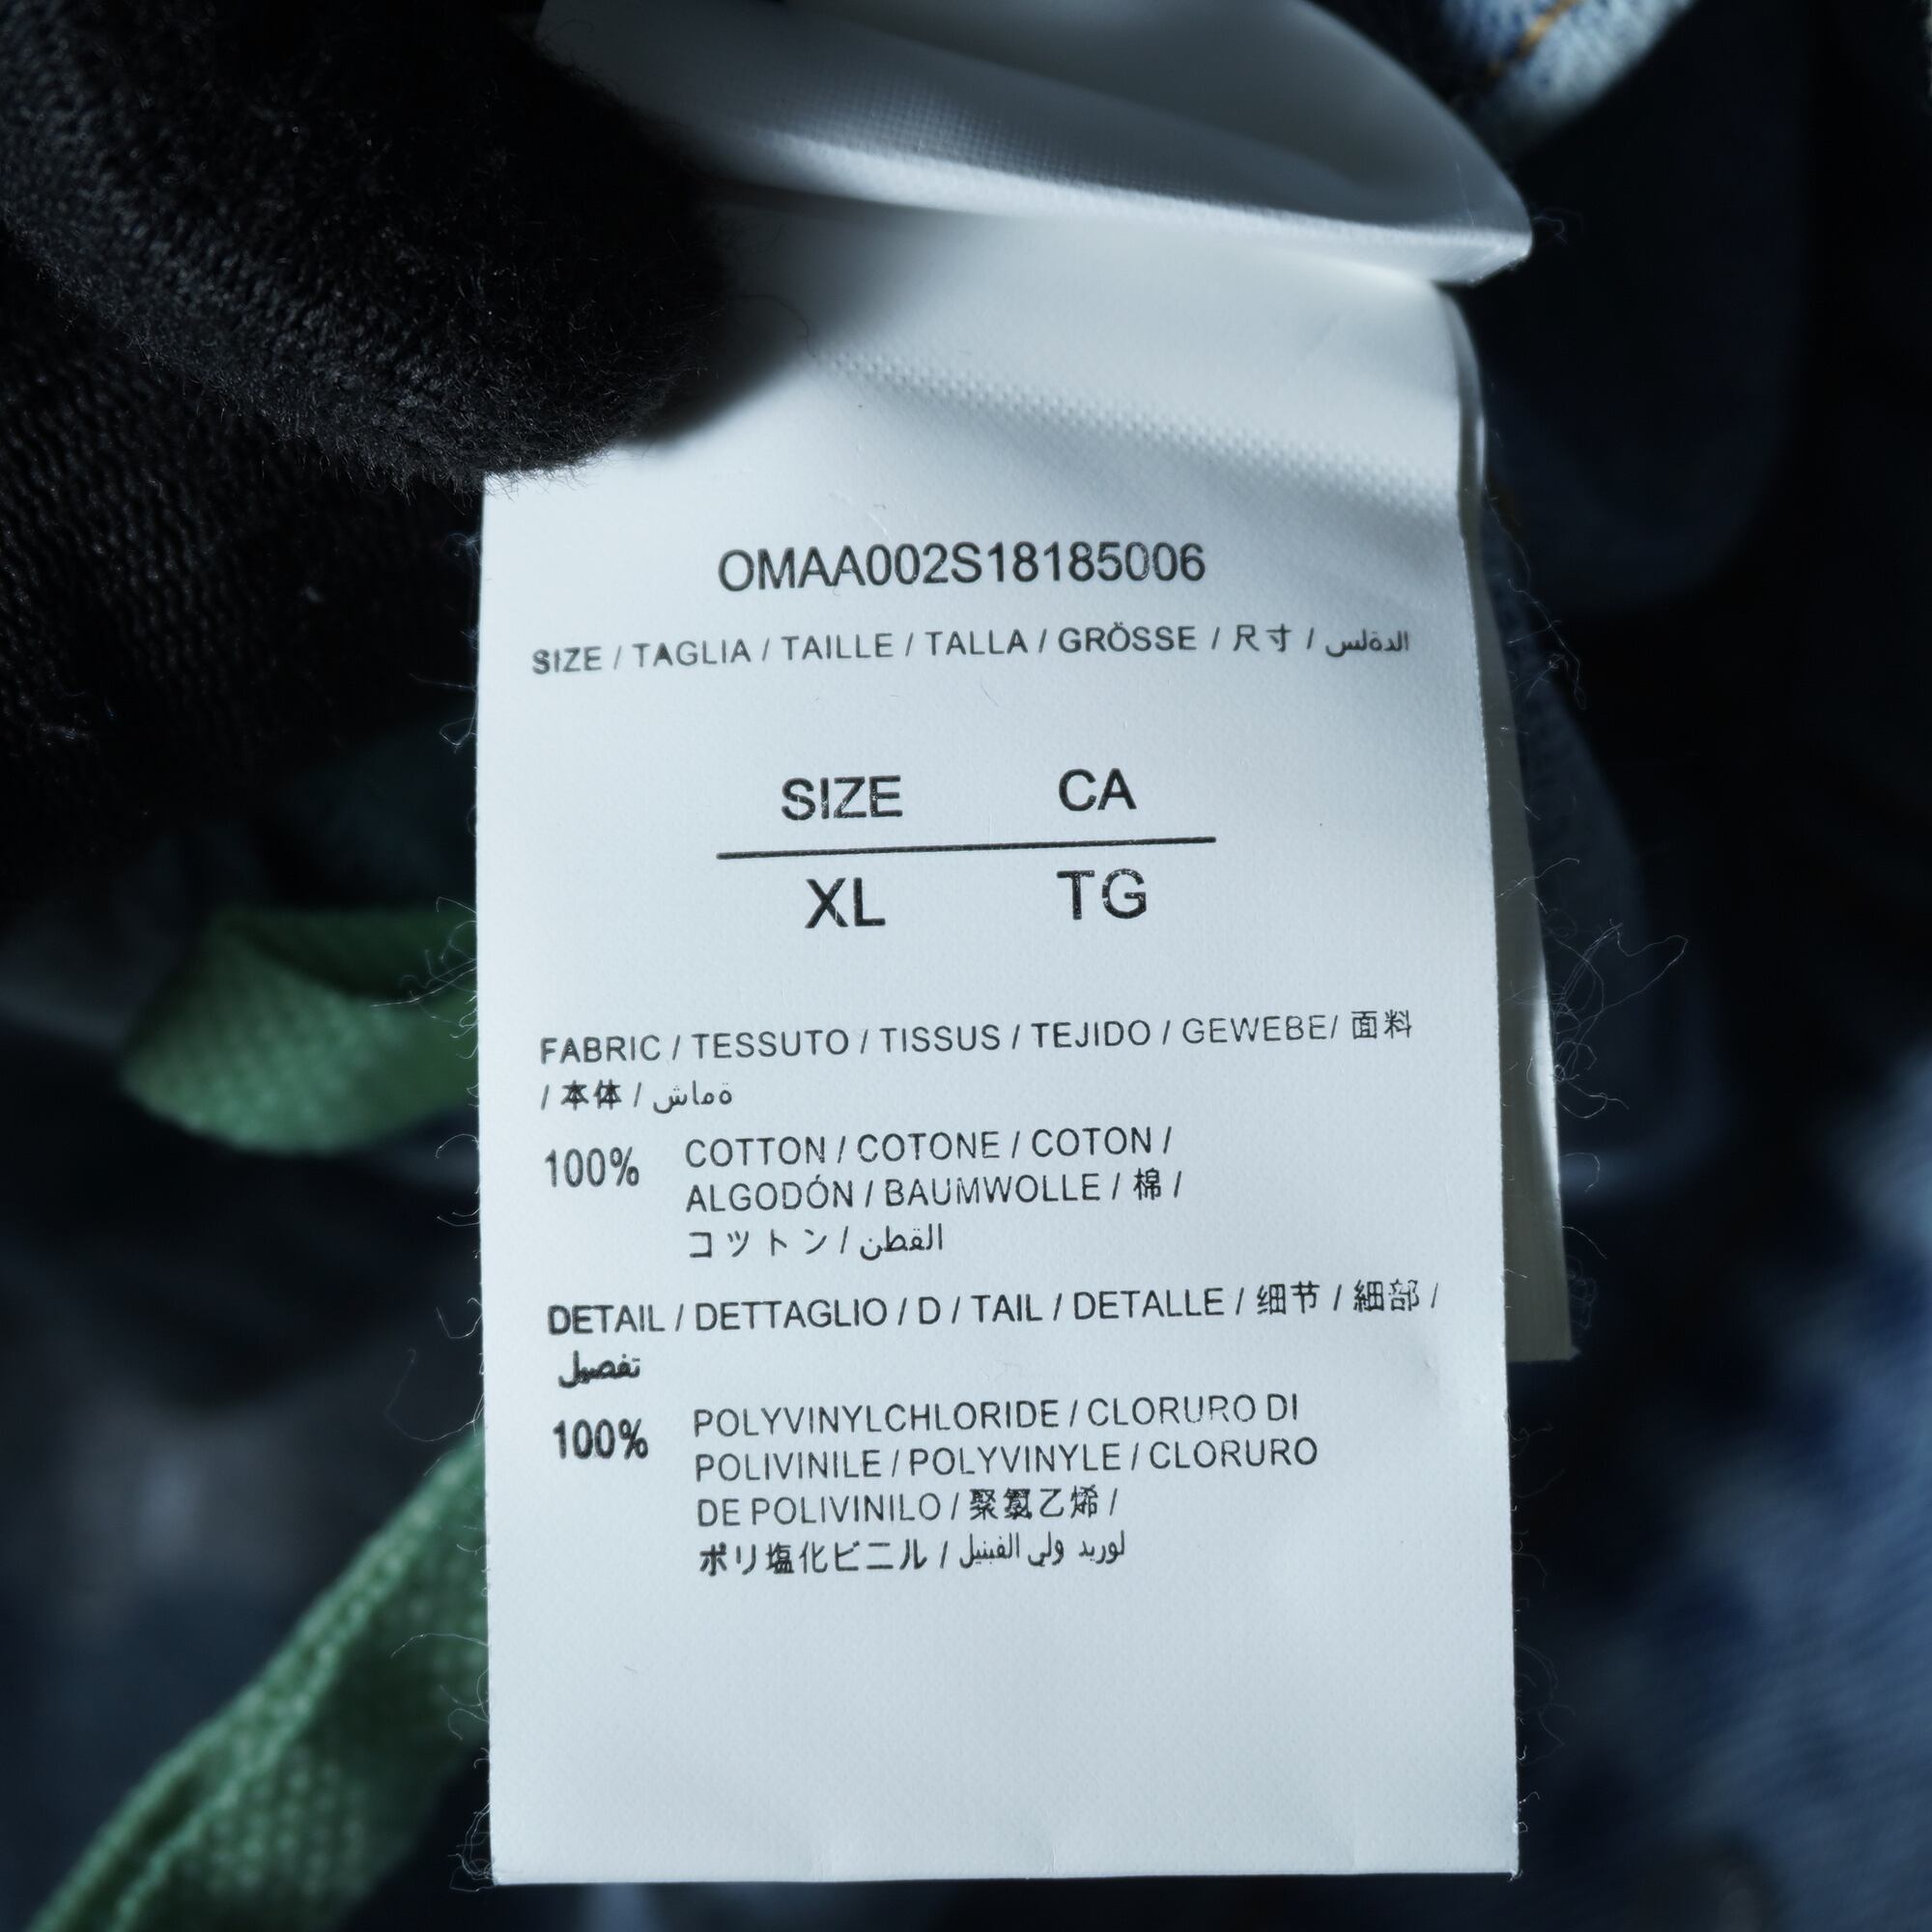 OMAA002S18185006
SIZE / TAGLIA / TAILLE / TALLA / GRÖSSE / 尺寸 / الدةلس
SIZE CA
XL TG
FABRIC / TESSUTO / TISSUS / TEJIDO / GEWEBE/ 面料
/ 本体 / ةماش
100% COTTON / COTONE / COTON /
ALGODÓN / BAUMWOLLE / 棉 /
コットン / القطن
DETAIL / DETTAGLIO / D / TAIL / DETALLE / 细节 / 細部 /
تفصيل
100% POLYVINYLCHLORIDE / CLORURO DI
POLIVINILE / POLYVINYLE / CLORURO
DE POLIVINILO / 聚氯乙烯 /
ポリ塩化ビニル / لوريد ولي الفينيل